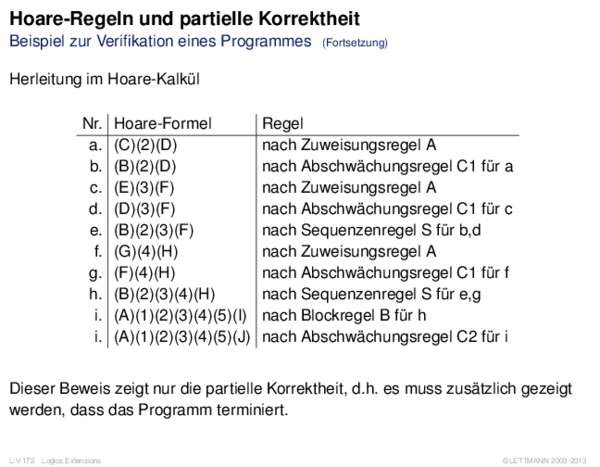 Hoare-Regeln und partielle Korrektheit
Beispiel zur Verifikation eines Programmes (Fortsetzung)
Herleitung im Hoare-Kalkül
Nr. Hoare-Formel Regel
a. (C)(2)(D) nach Zuweisungsregel A
b. (B)(2)(D) nach Abschwächungsregel C1 für a
c. (E)(3)(F) nach Zuweisungsregel A
d. (D)(3)(F) nach Abschwächungsregel C1 für c
e. (B)(2)(3)(F) nach Sequenzenregel S für b,d
f. (G)(4)(H) nach Zuweisungsregel A
g. (F)(4)(H) nach Abschwächungsregel C1 für f
h. (B)(2)(3)(4)(H) nach Sequenzenregel S für e,g
i. (A)(1)(2)(3)(4)(5)(I) nach Blockregel B für h
i. (A)(1)(2)(3)(4)(5)(J) nach Abschwächungsregel C2 für i
Dieser Beweis zeigt nur die partielle Korrektheit, d.h. es muss zusätzlich gezeigt
werden, dass das Programm terminiert.
L:V-172 Logics Extensions ©LETTMANN 2003-2013